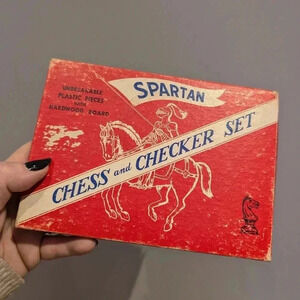 SPARTAN
UNBREAKABLE
PLASTIC PIECES
WITH
HARDWOOD BOARD
CHESS and CHECKER SET